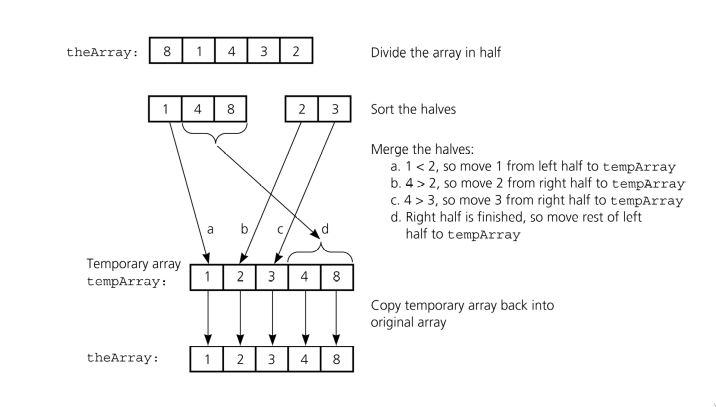 theArray: 8 1 4 3 2 Divide the array in half
1 4 8 2 3 Sort the halves
Merge the halves:
a. 1 < 2, so move 1 from left half to tempArray
b. 4 > 2, so move 2 from right half to tempArray
c. 4 > 3, so move 3 from right half to tempArray
d. Right half is finished, so move rest of left
half to tempArray
a b c d
Temporary array
tempArray: 1 2 3 4 8
Copy temporary array back into
original array
theArray: 1 2 3 4 8